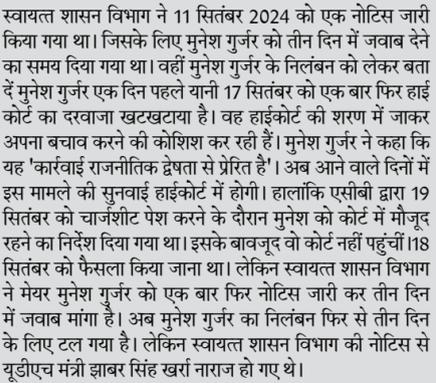 स्वायत्त शासन विभाग ने 11 सितंबर 2024 को एक नोटिस जारी
किया गया था। जिसके लिए मुनेश गुर्जर को तीन दिन में जवाब देने
का समय दिया गया था। वहीं मुनेश गुर्जर के निलंबन को लेकर बता
दें मुनेश गुर्जर एक दिन पहले यानी 17 सितंबर को एक बार फिर हाई
कोर्ट का दरवाजा खटखटाया है। वह हाईकोर्ट की शरण में जाकर
अपना बचाव करने की कोशिश कर रही हैं। मुनेश गुर्जर ने कहा कि
यह 'कार्रवाई राजनीतिक द्वेषता से प्रेरित है'। अब आने वाले दिनों में
इस मामले की सुनवाई हाईकोर्ट में होगी। हालांकि एसीबी द्वारा 19
सितंबर को चार्जशीट पेश करने के दौरान मुनेश को कोर्ट में मौजूद
रहने का निर्देश दिया गया था। इसके बावजूद वो कोर्ट नहीं पहुंचीं।18
सितंबर को फैसला किया जाना था। लेकिन स्वायत्त शासन विभाग
ने मेयर मुनेश गुर्जर को एक बार फिर नोटिस जारी कर तीन दिन
में जवाब मांगा है। अब मुनेश गुर्जर का निलंबन फिर से तीन दिन
के लिए टल गया है। लेकिन स्वायत्त शासन विभाग की नोटिस से
यूडीएच मंत्री झाबर सिंह खर्रा नाराज हो गए थे।